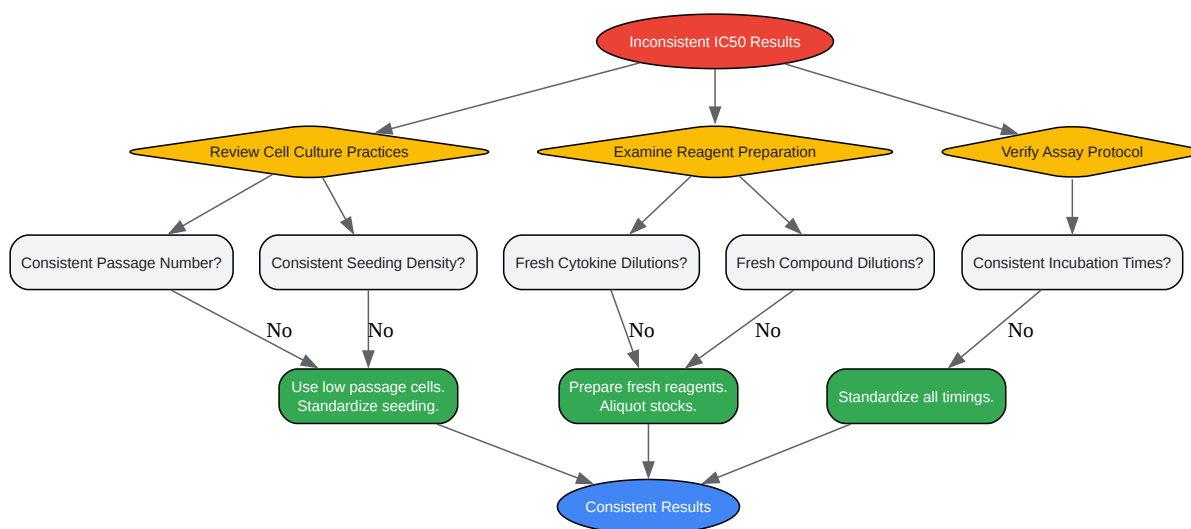 Inconsistent IC50 Results
Review Cell Culture Practices
Examine Reagent Preparation
Verify Assay Protocol
Consistent Passage Number?
Consistent Seeding Density?
Fresh Cytokine Dilutions?
Fresh Compound Dilutions?
Consistent Incubation Times?
No
No
No
No
No
Use low passage cells.
Standardize seeding.
Prepare fresh reagents.
Aliquot stocks.
Standardize all timings.
Consistent Results